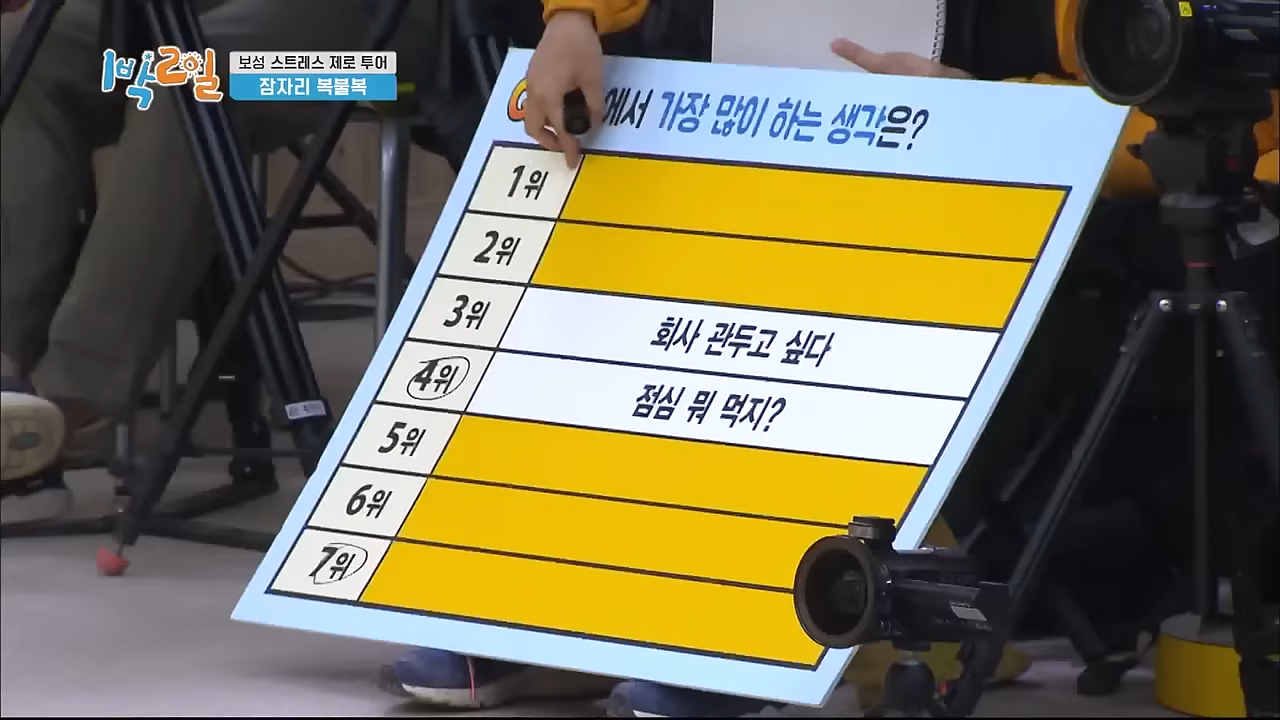 1박2일
보성 스트레스 제로 투어
잠자리 복불복
에서 가장 많이 하는 생각은?
1위
2위
3위 회사 관두고 싶다
4위 점심 뭐 먹지?
5위
6위
7위